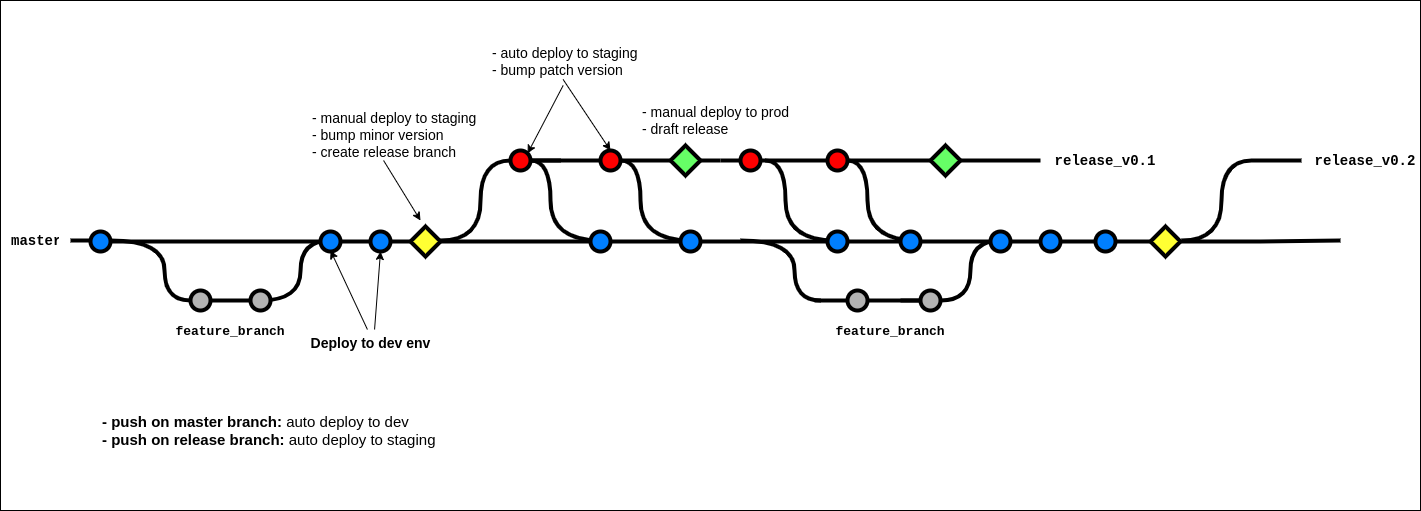 - auto deploy to staging
- bump patch version
- manual deploy to staging
- bump minor version
- create release branch
- manual deploy to prod
- draft release
release_v0.1
release_v0.2
master
feature_branch
Deploy to dev env
feature_branch
- push on master branch: auto deploy to dev
- push on release branch: auto deploy to staging